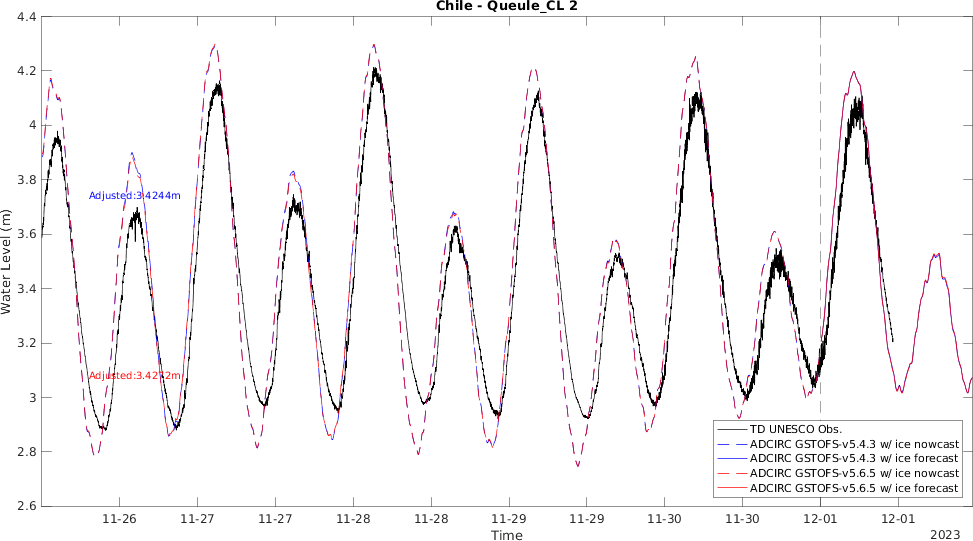 Chile - Queule_CL 2
Water Level (m)
4.4
4.2
4
3.8
3.6
3.4
3.2
3
2.8
2.6
Adjusted:3.4244m
Adjusted:3.4272m
TD UNESCO Obs.
ADCIRC GSTOFS-v5.4.3 w/ ice nowcast
ADCIRC GSTOFS-v5.4.3 w/ ice forecast
ADCIRC GSTOFS-v5.6.5 w/ ice nowcast
ADCIRC GSTOFS-v5.6.5 w/ ice forecast
11-26 11-27 11-27 11-28 11-28 11-29 11-29 11-30 11-30 12-01 12-01
Time
2023